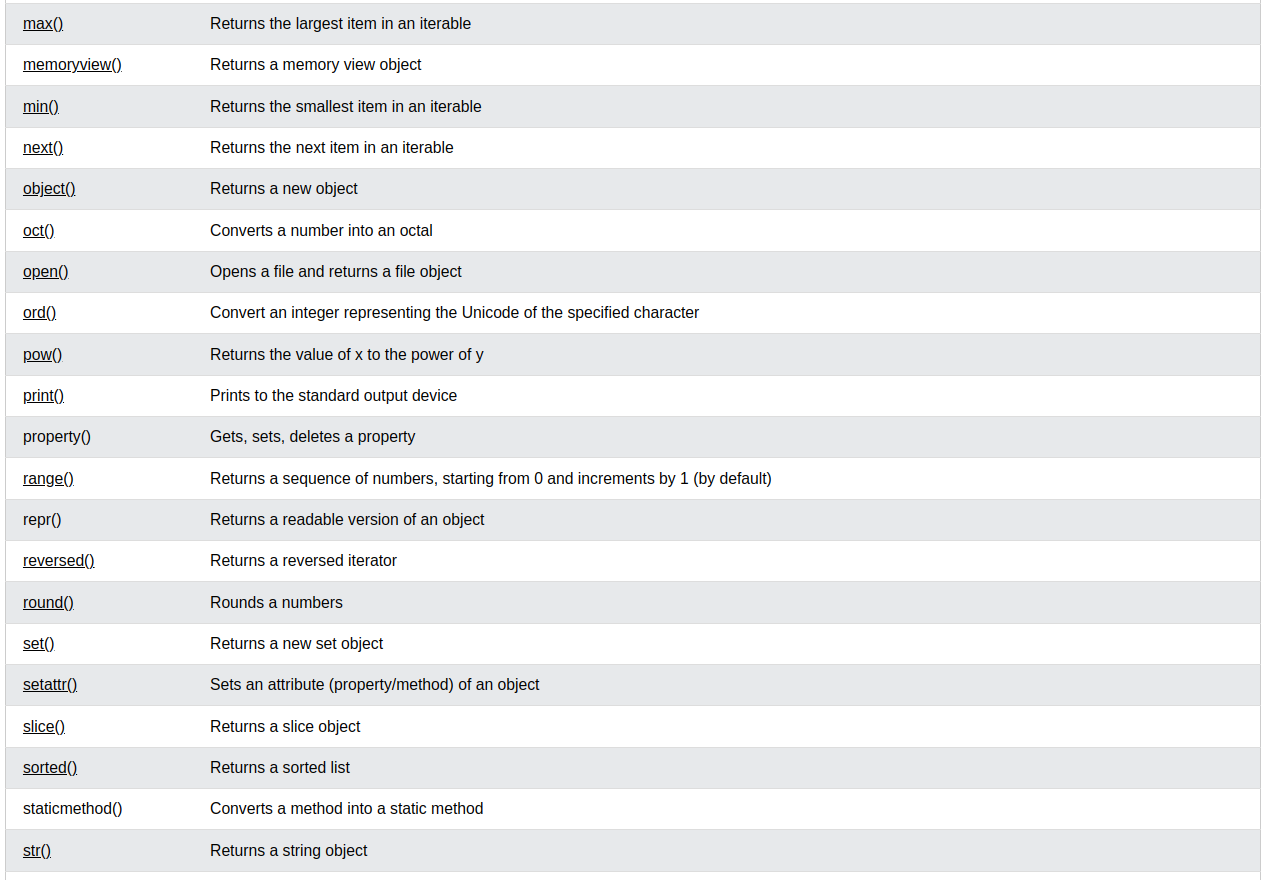 max() Returns the largest item in an iterable
memoryview() Returns a memory view object
min() Returns the smallest item in an iterable
next() Returns the next item in an iterable
object() Returns a new object
oct() Converts a number into an octal
open() Opens a file and returns a file object
ord() Convert an integer representing the Unicode of the specified character
pow() Returns the value of x to the power of y
print() Prints to the standard output device
property() Gets, sets, deletes a property
range() Returns a sequence of numbers, starting from 0 and increments by 1 (by default)
repr() Returns a readable version of an object
reversed() Returns a reversed iterator
round() Rounds a numbers
set() Returns a new set object
setattr() Sets an attribute (property/method) of an object
slice() Returns a slice object
sorted() Returns a sorted list
staticmethod() Converts a method into a static method
str() Returns a string object